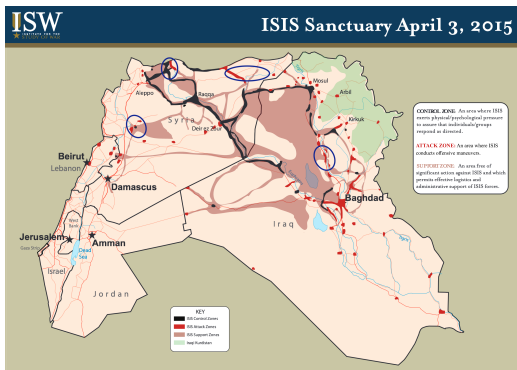 ISW
INSTITUTE FOR THE
STUDY OF WAR
ISIS Sanctuary April 3, 2015
Mosul
Aleppo
Raqqa
Arbil
Syria
Kirkuk
Deir ez Zour
Beirut
Lebanon
Damascus
Baghdad
West
Bank
Iraq
Jerusalem
Gaza Strip
Amman
Dead
Sea
Israel
Jordan
Tigris
CONTROL ZONE: An area where ISIS
exerts physical/psychological pressure
to assure that individuals/groups
respond as directed.
ATTACK ZONE: An area where ISIS
conducts offensive maneuvers.
SUPPORT ZONE: An area free of
significant action against ISIS and which
permits effective logistics and
administrative support of ISIS forces.
KEY
ISIS Control Zones
ISIS Attack Zones
ISIS Support Zones
Iraqi Kurdistan